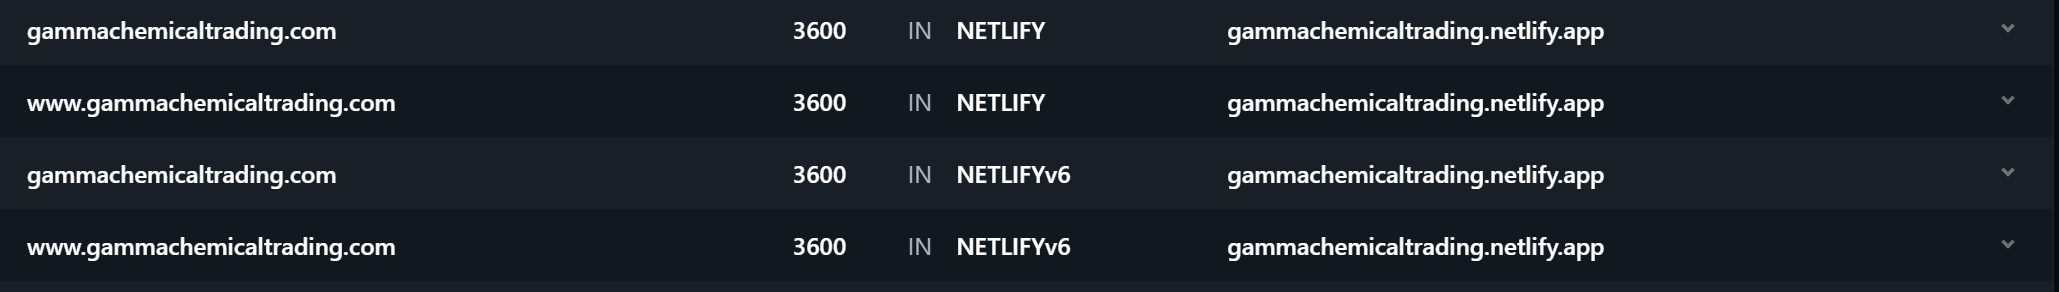 gammachemicaltrading.com 3600 IN NETLIFY gammachemicaltrading.netlify.app
www.gammachemicaltrading.com 3600 IN NETLIFY gammachemicaltrading.netlify.app
gammachemicaltrading.com 3600 IN NETLIFYv6 gammachemicaltrading.netlify.app
www.gammachemicaltrading.com 3600 IN NETLIFYv6 gammachemicaltrading.netlify.app